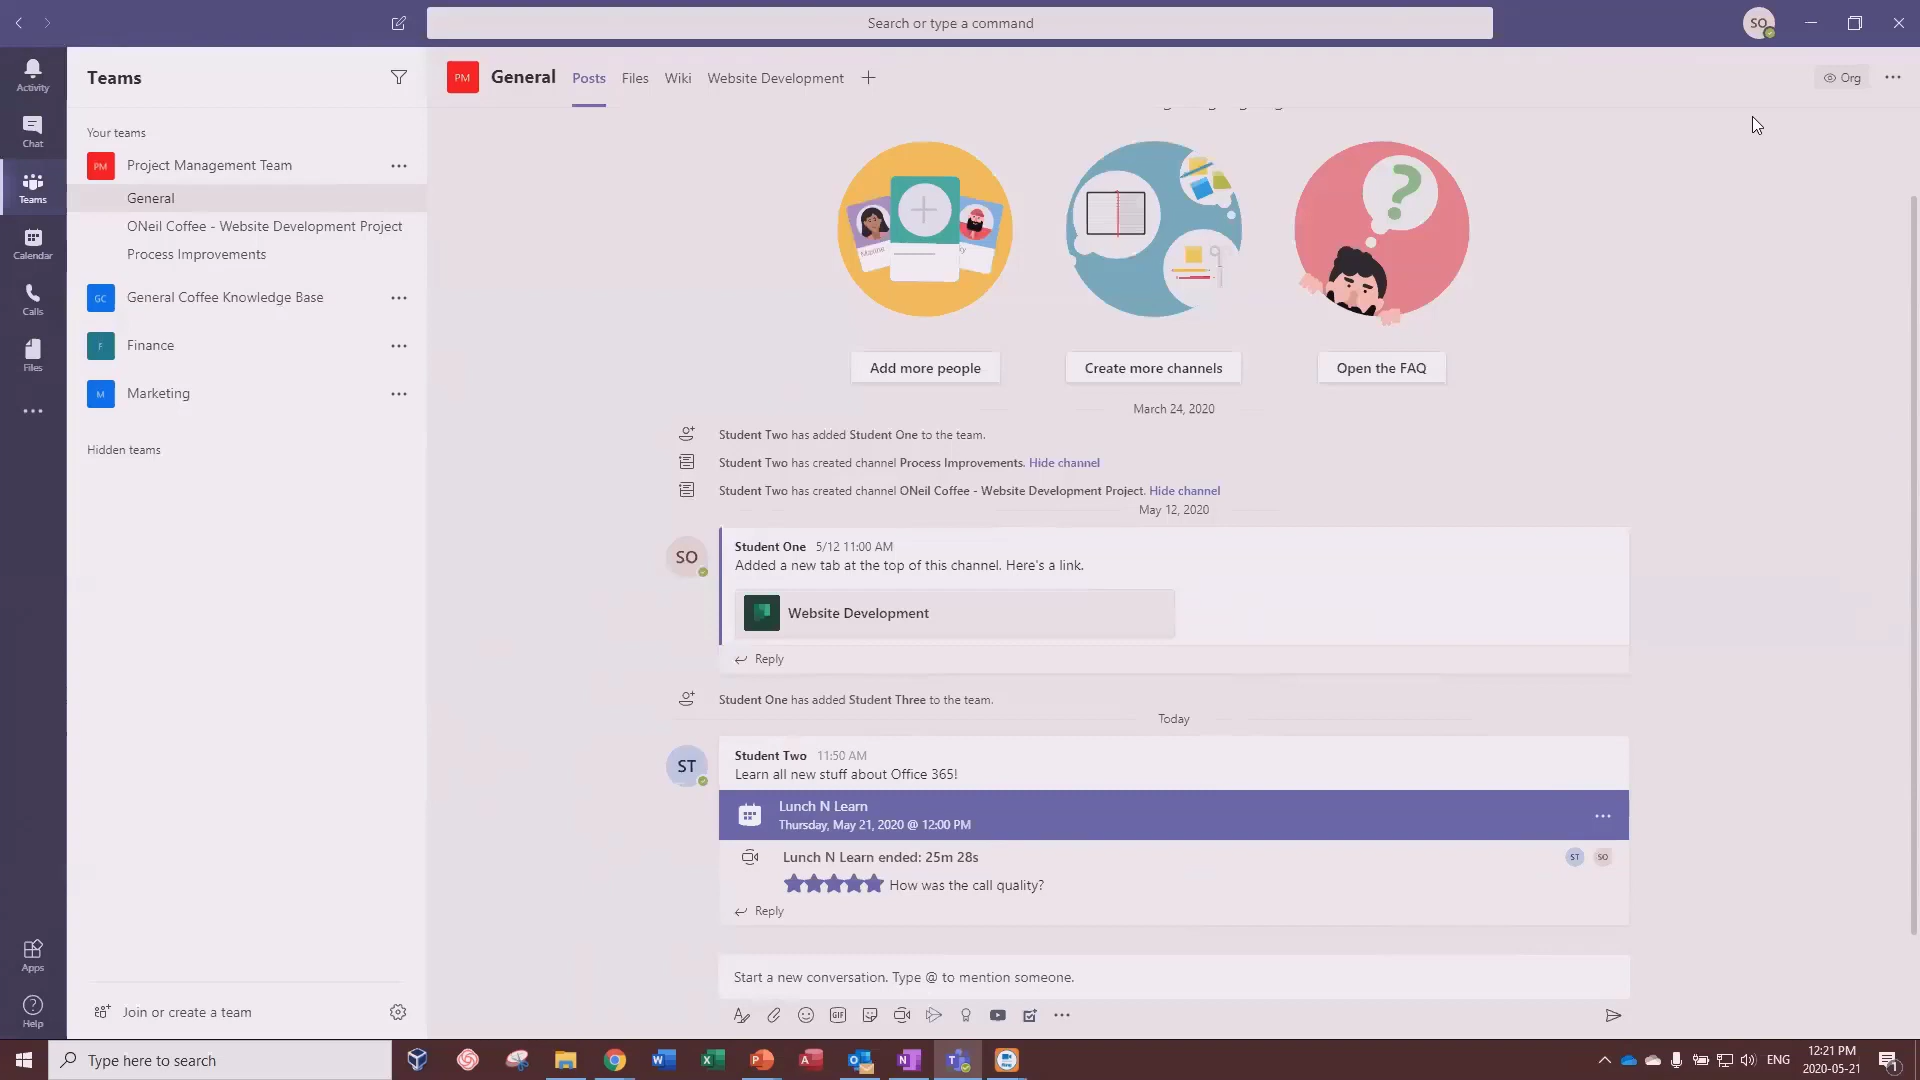 Search or type a command
SO
Activity
Chat
Teams
Calendar
Calls
Files
Apps
Help
Teams
Your teams
PM Project Management Team
General
ONeil Coffee - Website Development Project
Process Improvements
GC General Coffee Knowledge Base
F Finance
M Marketing
Hidden teams
Join or create a team
PM General Posts Files Wiki Website Development
Org
Maxine
Add more people
Create more channels
Open the FAQ
March 24, 2020
Student Two has added Student One to the team.
Student Two has created channel Process Improvements. Hide channel
Student Two has created channel ONeil Coffee - Website Development Project. Hide channel
May 12, 2020
SO
Student One 5/12 11:00 AM
Added a new tab at the top of this channel. Here's a link.
Website Development
Reply
Student One has added Student Three to the team.
Today
ST
Student Two 11:50 AM
Learn all new stuff about Office 365!
Lunch N Learn
Thursday, May 21, 2020 @ 12:00 PM
Lunch N Learn ended: 25m 28s
ST SO
How was the call quality?
Reply
Start a new conversation. Type @ to mention someone.
GIF
Type here to search
ENG
12:21 PM
2020-05-21
1